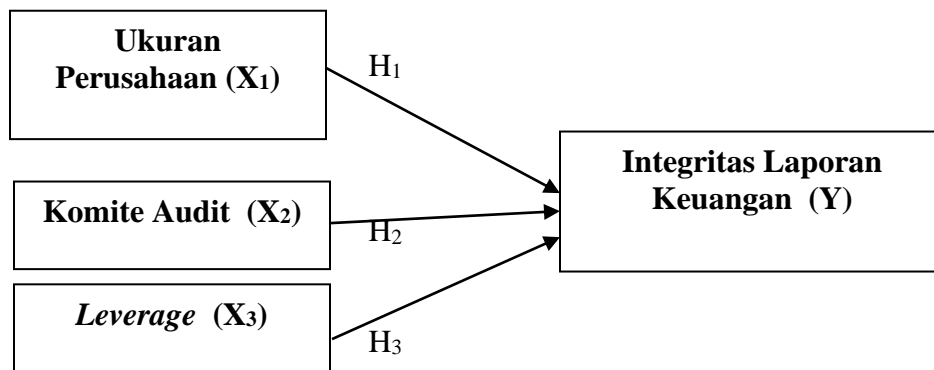 Ukuran
Perusahaan (X1)
H1
Integritas Laporan
Keuangan (Y)
Komite Audit (X2)
H2
Leverage (X3)
H3